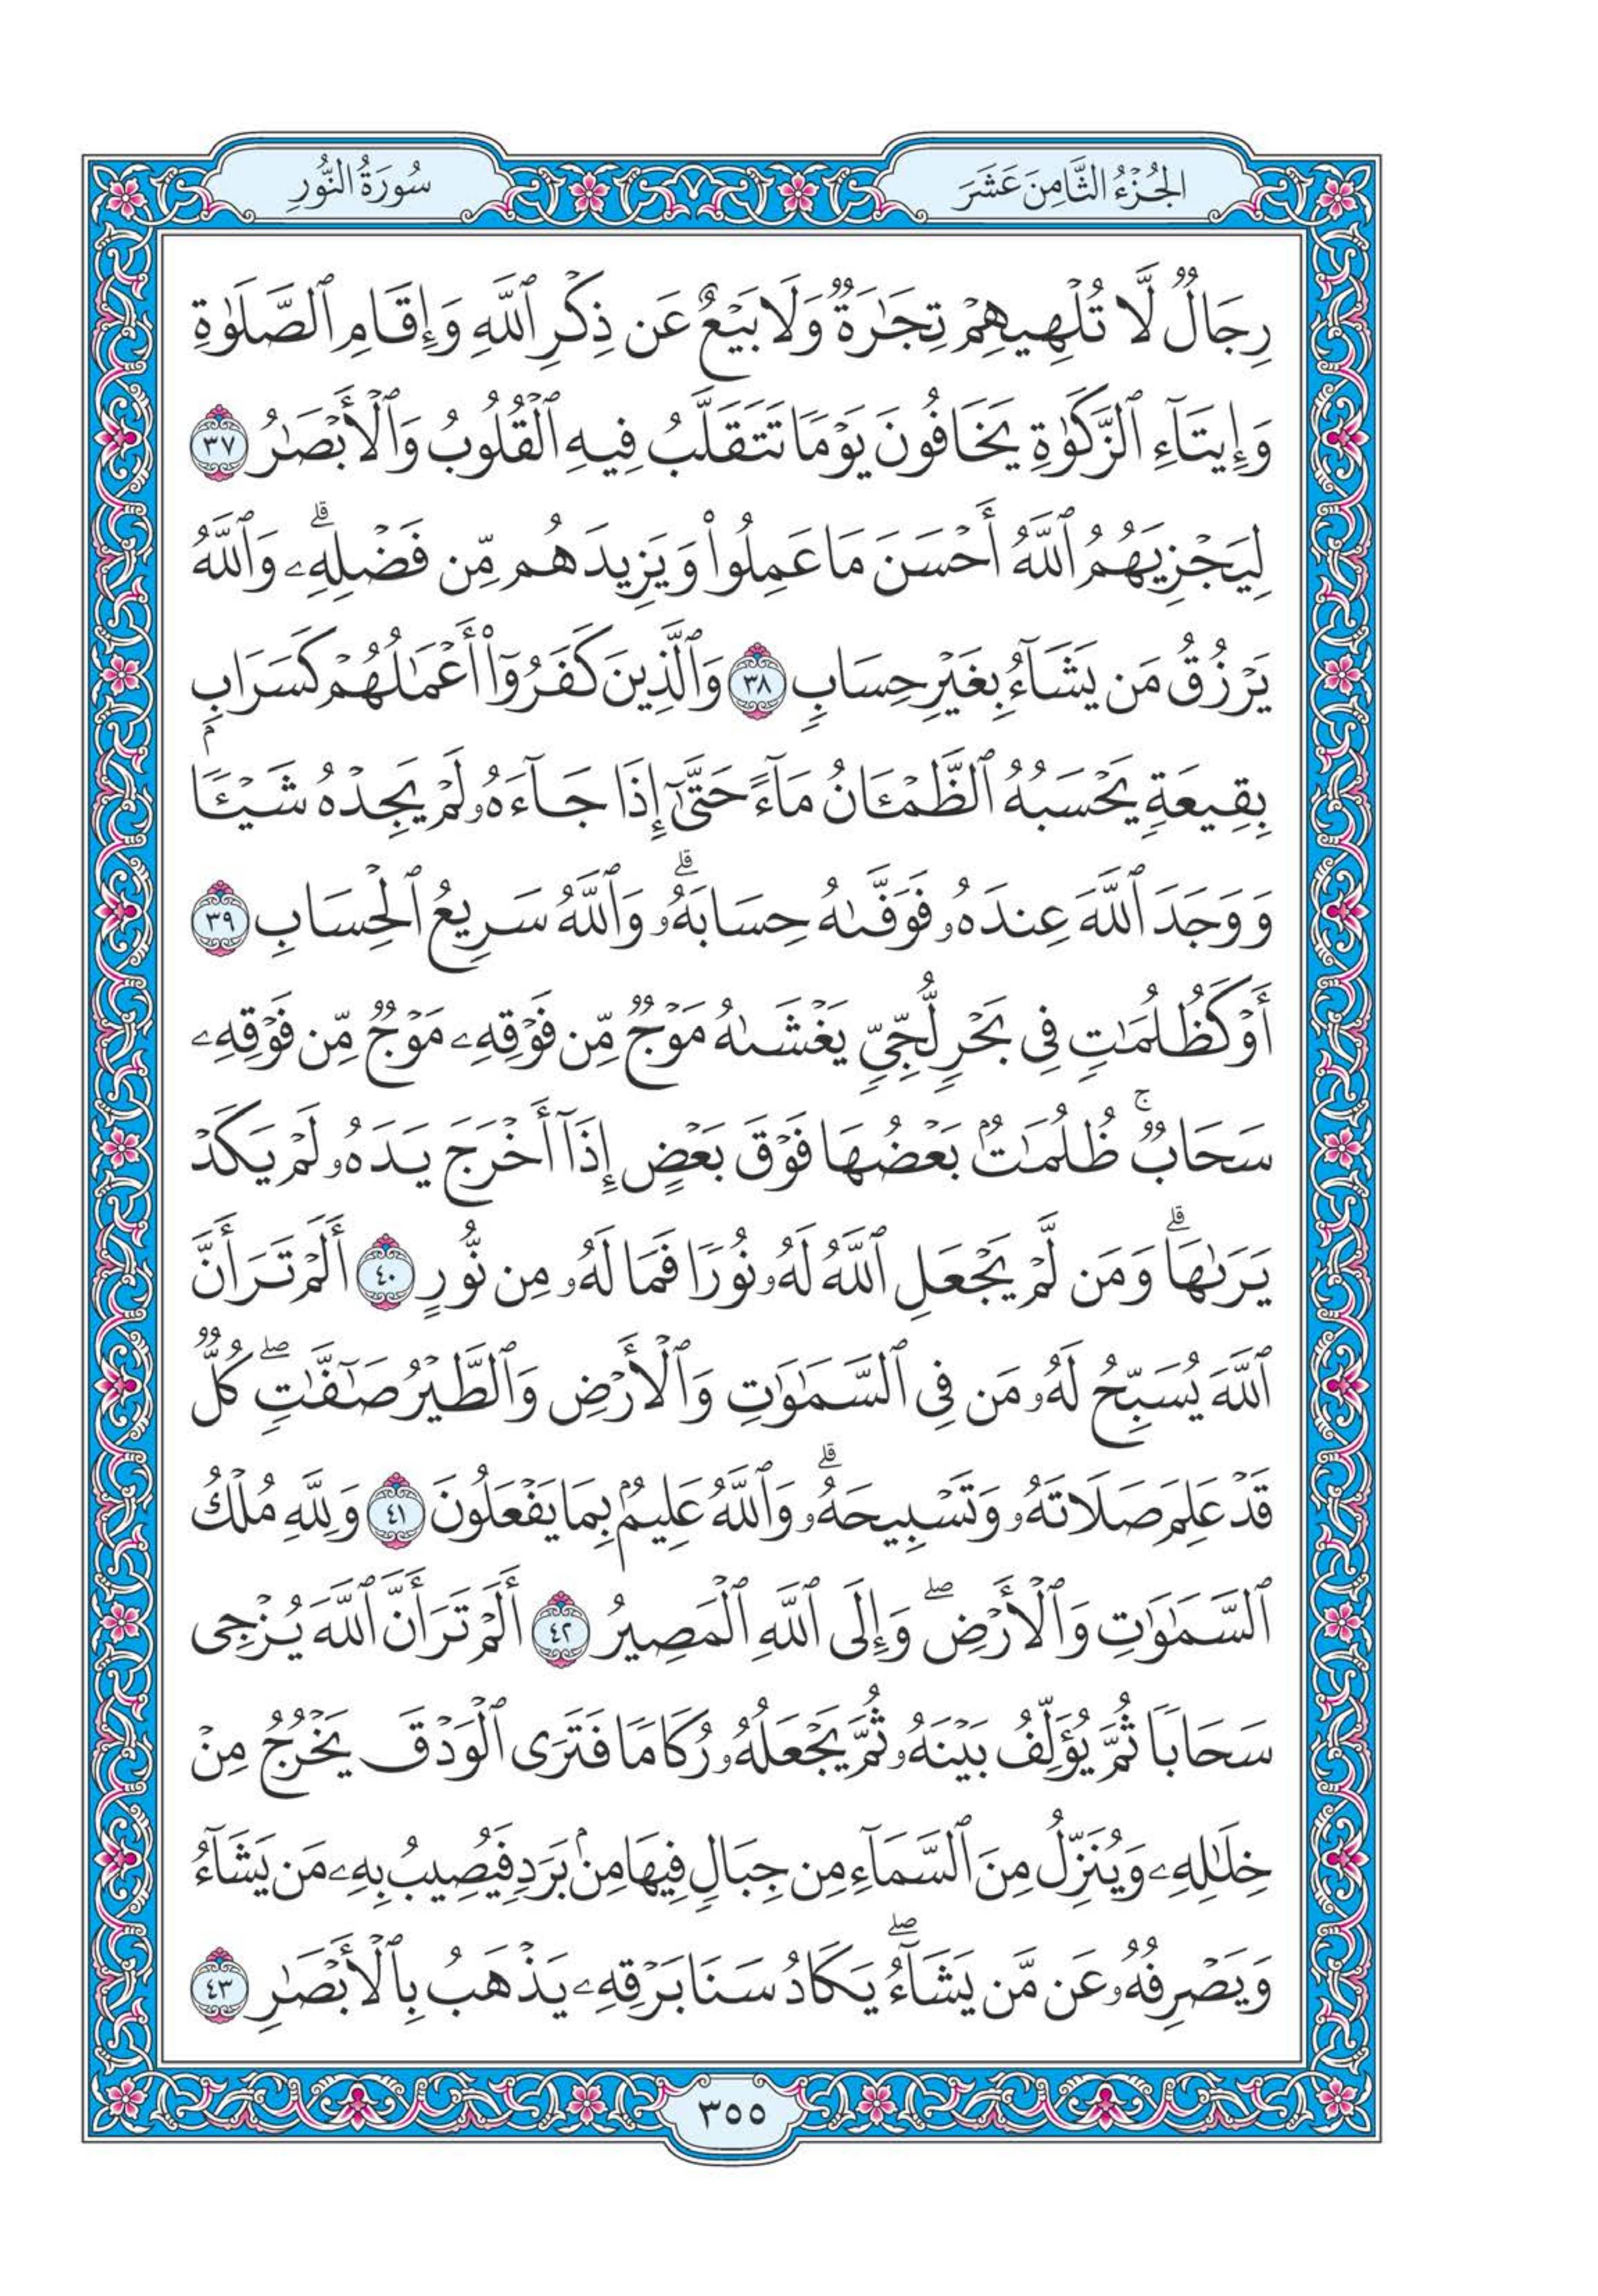 الجُزْءُ الثَّامِنَ عَشَرَ
سُورَةُ النُّورِ
رِجَالٌ لَّا تُلْهِيهِمْ تِجَٰرَةٌ وَلَا بَيْعٌ عَن ذِكْرِ ٱللَّهِ وَإِقَامِ ٱلصَّلَوٰةِ
وَإِيتَآءِ ٱلزَّكَوٰةِ يَخَافُونَ يَوْمًا تَتَقَلَّبُ فِيهِ ٱلْقُلُوبُ وَٱلْأَبْصَٰرُ ٣٧
لِيَجْزِيَهُمُ ٱللَّهُ أَحْسَنَ مَا عَمِلُوا۟ وَيَزِيدَهُم مِّن فَضْلِهِۦ ۗ وَٱللَّهُ
يَرْزُقُ مَن يَشَآءُ بِغَيْرِ حِسَابٍ ٣٨ وَٱلَّذِينَ كَفَرُوٓا۟ أَعْمَٰلُهُمْ كَسَرَابٍۭ
بِقِيعَةٍ يَحْسَبُهُ ٱلظَّمْـَٔانُ مَآءً حَتَّىٰٓ إِذَا جَآءَهُۥ لَمْ يَجِدْهُ شَيْـًٔا
وَوَجَدَ ٱللَّهَ عِندَهُۥ فَوَفَّىٰهُ حِسَابَهُۥ ۗ وَٱللَّهُ سَرِيعُ ٱلْحِسَابِ ٣٩
أَوْ كَظُلُمَٰتٍ فِى بَحْرٍ لُّجِّىٍّ يَغْشَىٰهُ مَوْجٌ مِّن فَوْقِهِۦ مَوْجٌ مِّن فَوْقِهِۦ
سَحَابٌ ۚ ظُلُمَٰتٌۢ بَعْضُهَا فَوْقَ بَعْضٍ إِذَآ أَخْرَجَ يَدَهُۥ لَمْ يَكَدْ
يَرَىٰهَا ۗ وَمَن لَّمْ يَجْعَلِ ٱللَّهُ لَهُۥ نُورًا فَمَا لَهُۥ مِن نُّورٍ ٤٠ أَلَمْ تَرَ أَنَّ
ٱللَّهَ يُسَبِّحُ لَهُۥ مَن فِى ٱلسَّمَٰوَٰتِ وَٱلْأَرْضِ وَٱلطَّيْرُ صَٰٓفَّٰتٍ ۖ كُلٌّ
قَدْ عَلِمَ صَلَاتَهُۥ وَتَسْبِيحَهُۥ ۗ وَٱللَّهُ عَلِيمٌۢ بِمَا يَفْعَلُونَ ٤١ وَلِلَّهِ مُلْكُ
ٱلسَّمَٰوَٰتِ وَٱلْأَرْضِ ۖ وَإِلَى ٱللَّهِ ٱلْمَصِيرُ ٤٢ أَلَمْ تَرَ أَنَّ ٱللَّهَ يُزْجِى
سَحَابًا ثُمَّ يُؤَلِّفُ بَيْنَهُۥ ثُمَّ يَجْعَلُهُۥ رُكَامًا فَتَرَى ٱلْوَدْقَ يَخْرُجُ مِنْ
خِلَٰلِهِۦ وَيُنَزِّلُ مِنَ ٱلسَّمَآءِ مِن جِبَالٍ فِيهَا مِنۢ بَرَدٍ فَيُصِيبُ بِهِۦ مَن يَشَآءُ
وَيَصْرِفُهُۥ عَن مَّن يَشَآءُ ۖ يَكَادُ سَنَا بَرْقِهِۦ يَذْهَبُ بِٱلْأَبْصَٰرِ ٤٣
٣٥٥